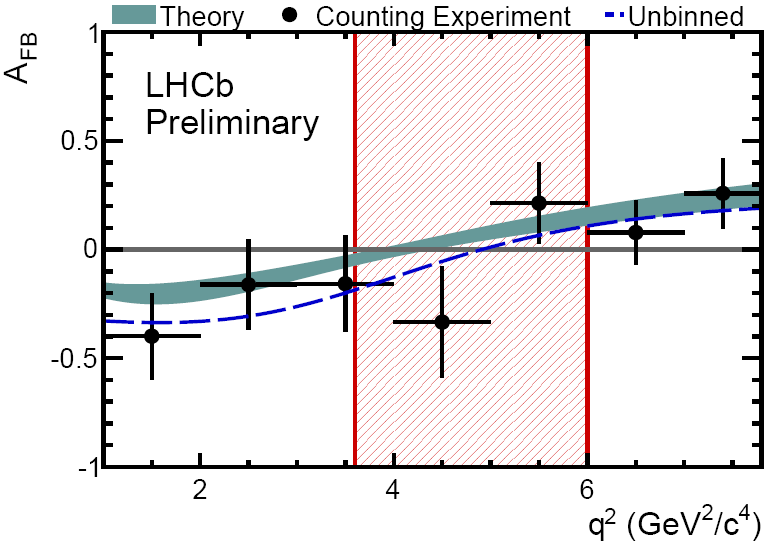 Theory Counting Experiment Unbinned
A_FB
LHCb
Preliminary
1
0.5
0
-0.5
-1
2 4 6
q² (GeV²/c⁴)